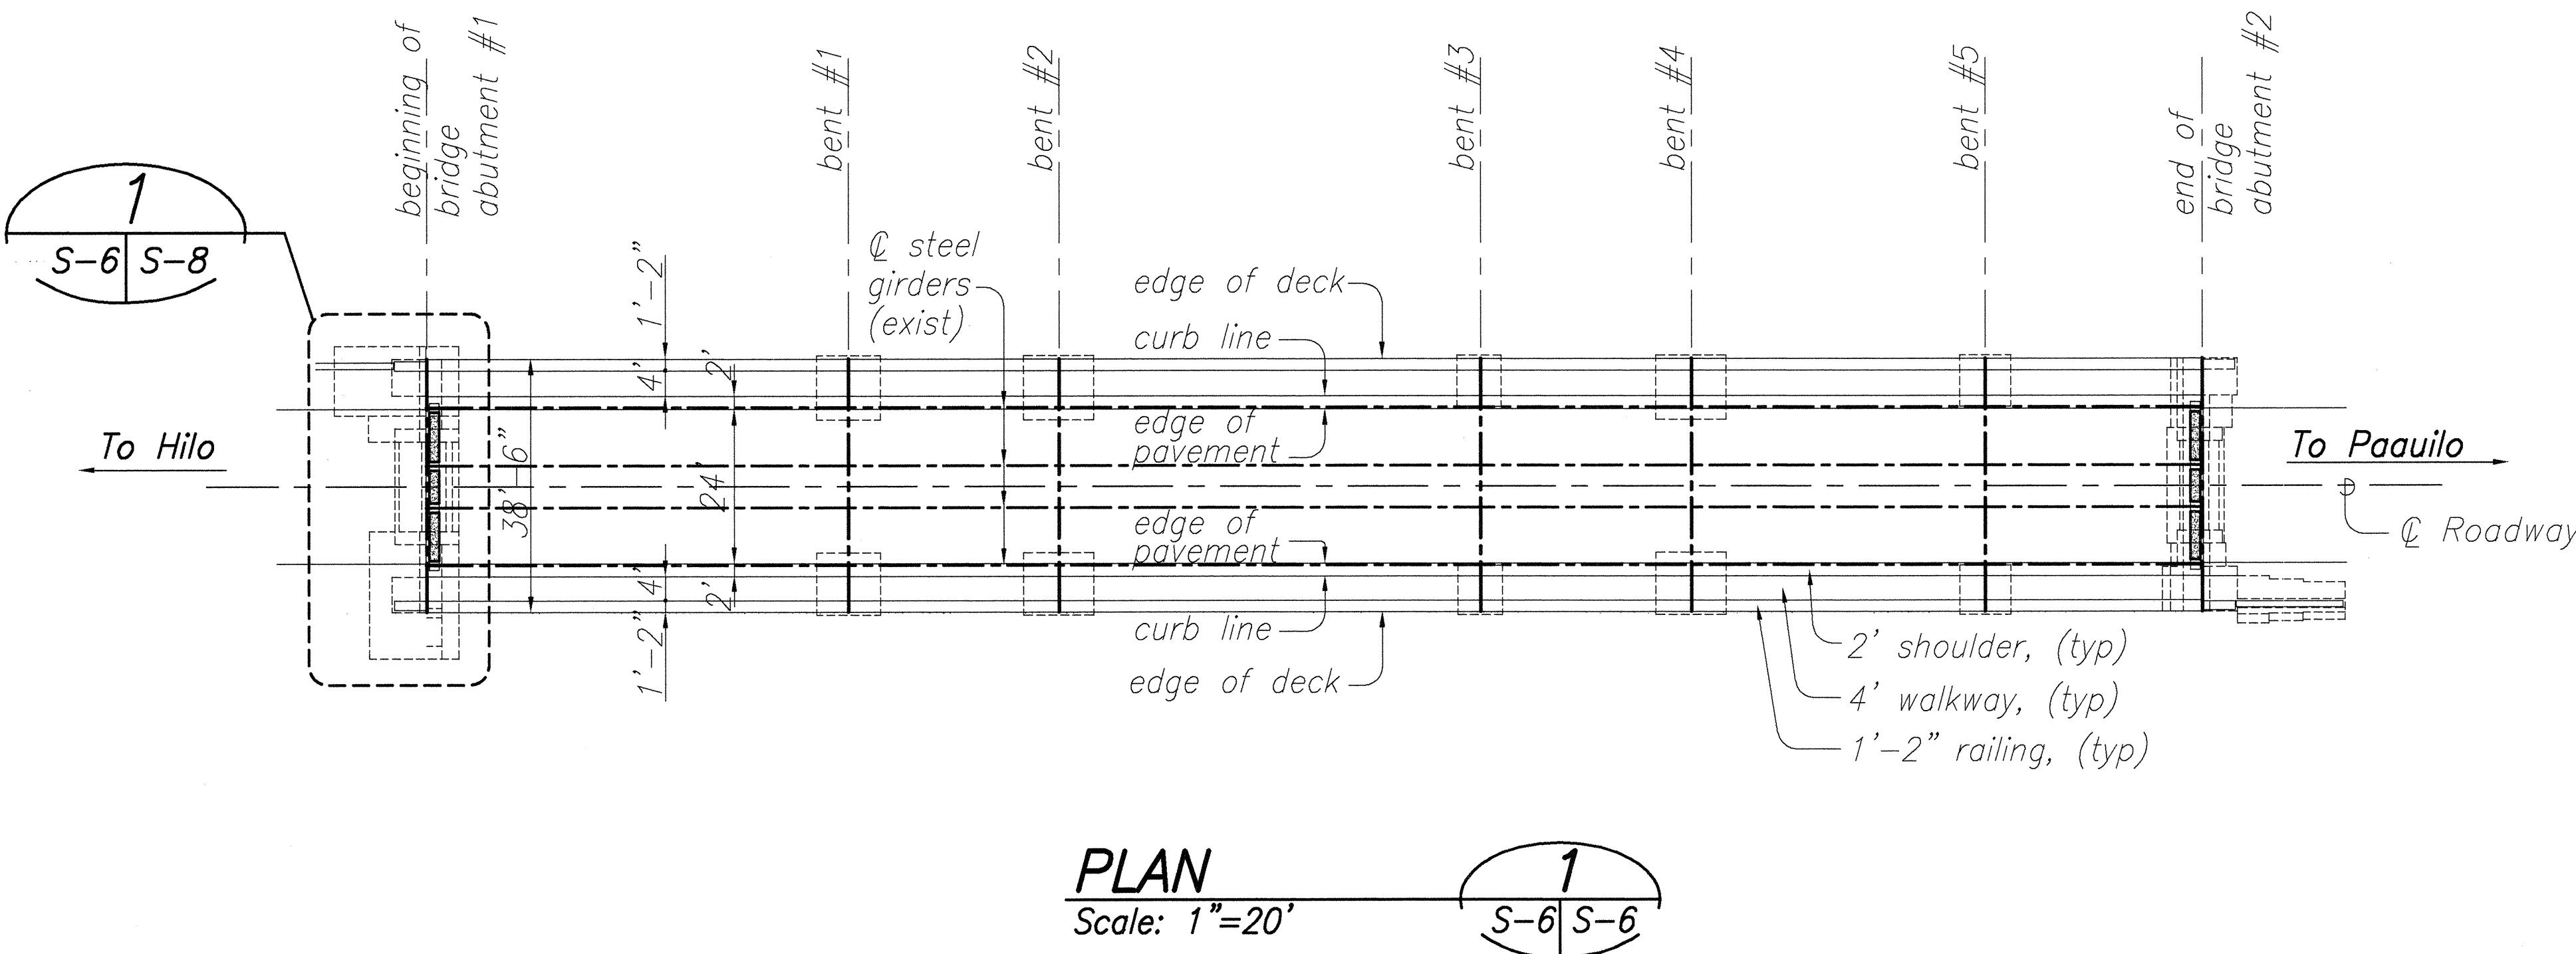 beginning of
bridge
abutment #1
bent #1
bent #2
bent #3
bent #4
bent #5
end of
bridge
abutment #2
1
S-6 S-8
1'-2"
4'
2'
℄ steel
girders
(exist)
edge of deck
curb line
edge of
pavement
To Hilo
38'-6"
24'
To Paauilo
℄ Roadway
edge of
pavement
4'
2'
1'-2"
curb line
edge of deck
2' shoulder, (typ)
4' walkway, (typ)
1'-2" railing, (typ)
PLAN
Scale: 1"=20'
1
S-6 S-6